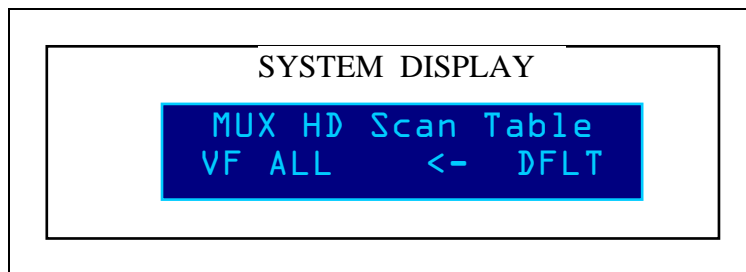 SYSTEM DISPLAY
MUX HD Scan Table
VF ALL <- DFLT